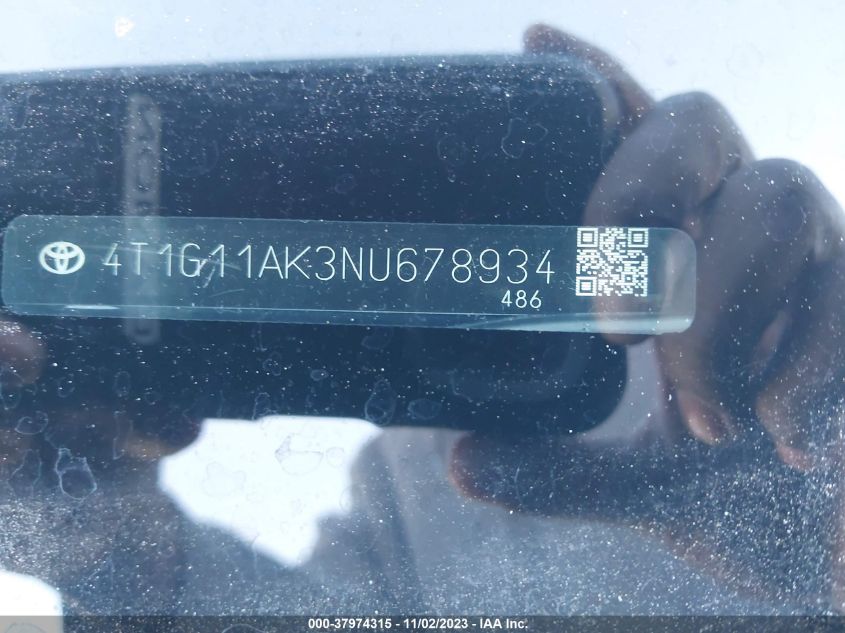 4T1G11AK3NU678934
486
000-37974315 - 11/02/2023 - IAA Inc.